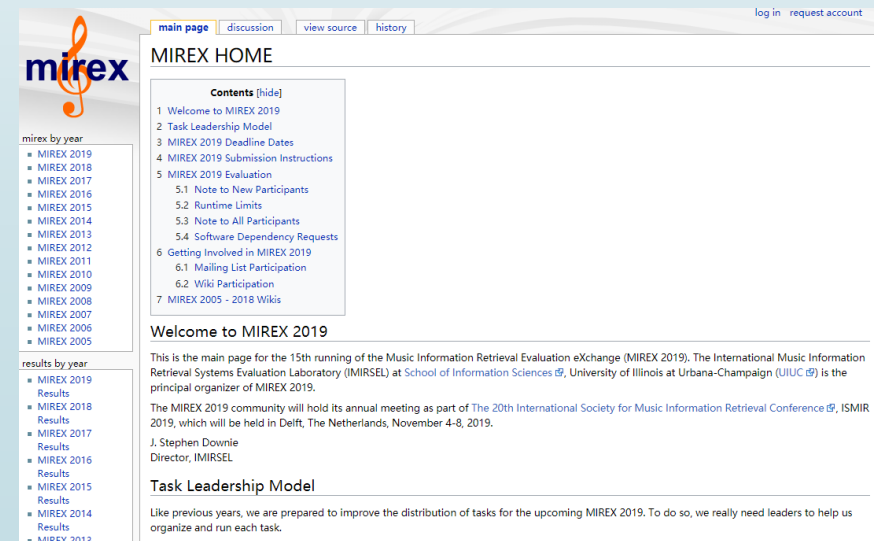 log in request account
main page discussion view source history
mirex
MIREX HOME
Contents [hide]
1 Welcome to MIREX 2019
2 Task Leadership Model
3 MIREX 2019 Deadline Dates
4 MIREX 2019 Submission Instructions
5 MIREX 2019 Evaluation
5.1 Note to New Participants
5.2 Runtime Limits
5.3 Note to All Participants
5.4 Software Dependency Requests
6 Getting Involved in MIREX 2019
6.1 Mailing List Participation
6.2 Wiki Participation
7 MIREX 2005 - 2018 Wikis
mirex by year
MIREX 2019
MIREX 2018
MIREX 2017
MIREX 2016
MIREX 2015
MIREX 2014
MIREX 2013
MIREX 2012
MIREX 2011
MIREX 2010
MIREX 2009
MIREX 2008
MIREX 2007
MIREX 2006
MIREX 2005
results by year
MIREX 2019
Results
MIREX 2018
Results
MIREX 2017
Results
MIREX 2016
Results
MIREX 2015
Results
MIREX 2014
Results
MIREX 2013
Welcome to MIREX 2019
This is the main page for the 15th running of the Music Information Retrieval Evaluation eXchange (MIREX 2019). The International Music Information
Retrieval Systems Evaluation Laboratory (IMIRSEL) at School of Information Sciences, University of Illinois at Urbana-Champaign (UIUC) is the
principal organizer of MIREX 2019.
The MIREX 2019 community will hold its annual meeting as part of The 20th International Society for Music Information Retrieval Conference, ISMIR
2019, which will be held in Delft, The Netherlands, November 4-8, 2019.
J. Stephen Downie
Director, IMIRSEL
Task Leadership Model
Like previous years, we are prepared to improve the distribution of tasks for the upcoming MIREX 2019. To do so, we really need leaders to help us
organize and run each task.